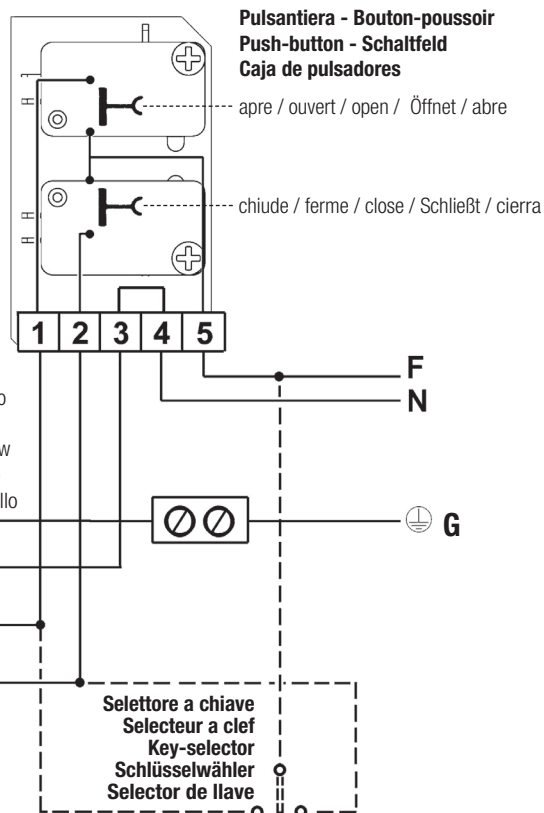 Pulsantiera - Bouton-poussoir
Push-button - Schaltfeld
Caja de pulsadores
apre / ouvert / open / Öffnet / abre
chiude / ferme / close / Schließt / cierra
1 2 3 4 5
F
N
G
Selettore a chiave
Selecteur a clef
Key-selector
Schlüsselwähler
Selector de llave